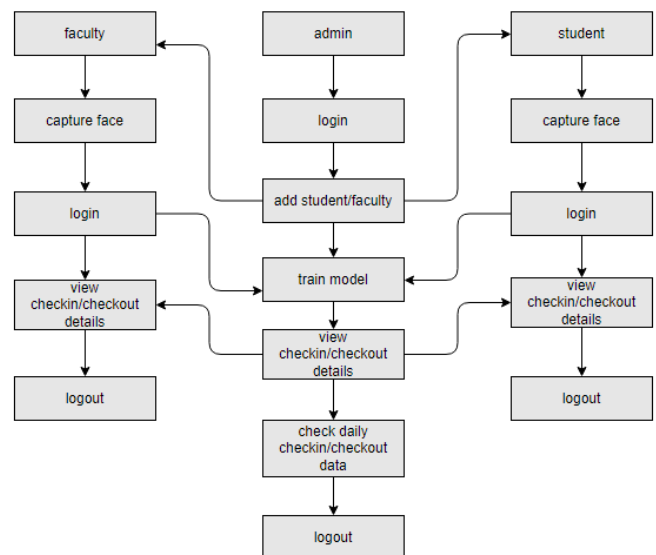 faculty
admin
student
capture face
login
capture face
login
add student/faculty
login
view
checkin/checkout
details
train model
view
checkin/checkout
details
view
checkin/checkout
details
logout
logout
check daily
checkin/checkout
data
logout